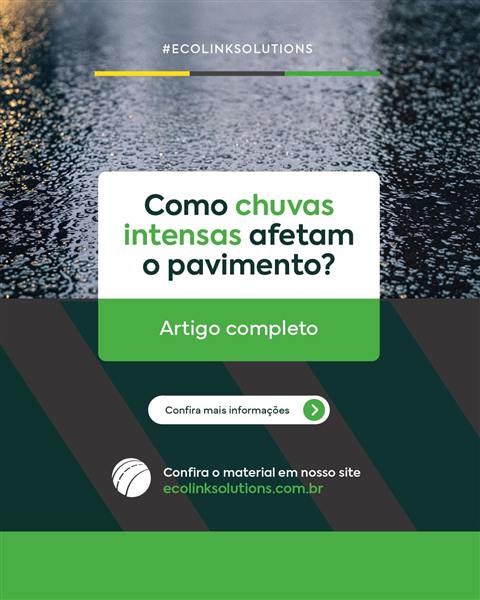 #ECOLINKSOLUTIONS
Como chuvas
intensas afetam
o pavimento?
Artigo completo
Confira mais informações
Confira o material em nosso site
ecolinksolutions.com.br